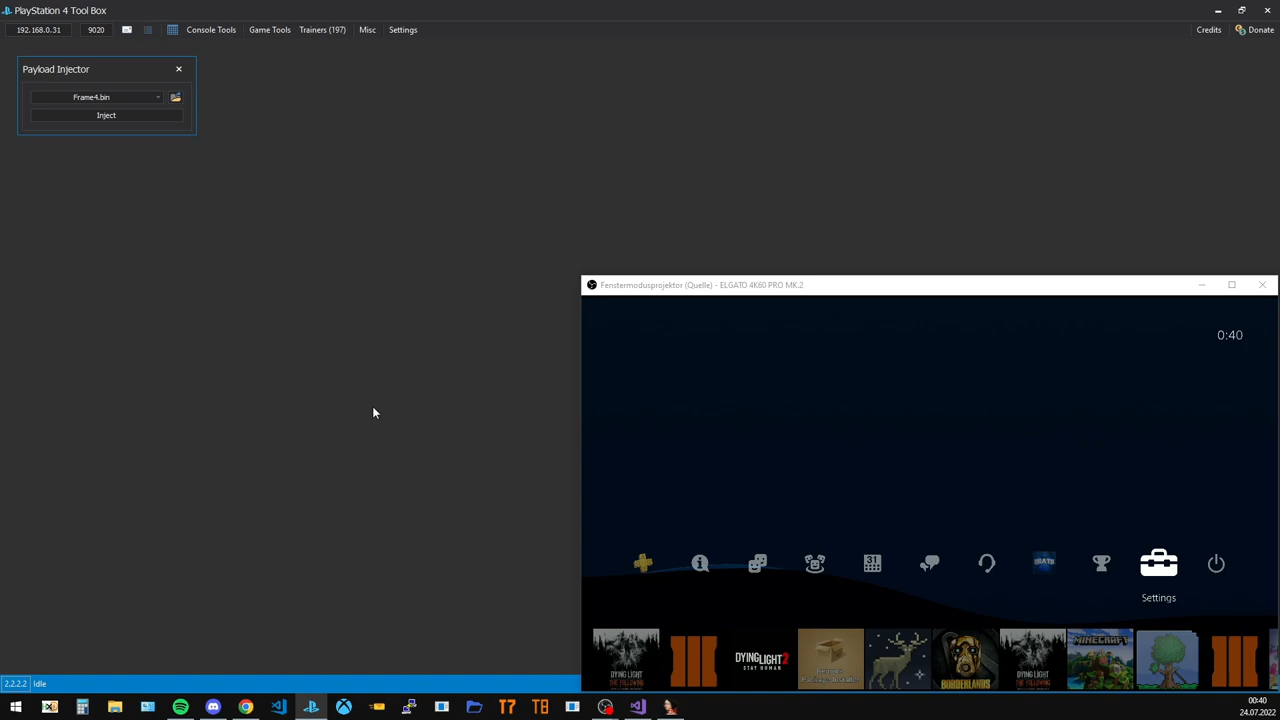 PlayStation 4 Tool Box
192.168.0.31 9020 Console Tools Game Tools Trainers (197) Misc Settings Credits Donate
Payload Injector
Frame4.bin
Inject
Fenstermodusprojektor (Quelle) - ELGATO 4K60 PRO MK.2
0:40
31
Settings
DYING LIGHT
DYING LIGHT 2
STAY HUMAN
BORDERLANDS
DYING LIGHT
MINECRAFT
2.2.2.2 Idle
00:40
24.07.2022